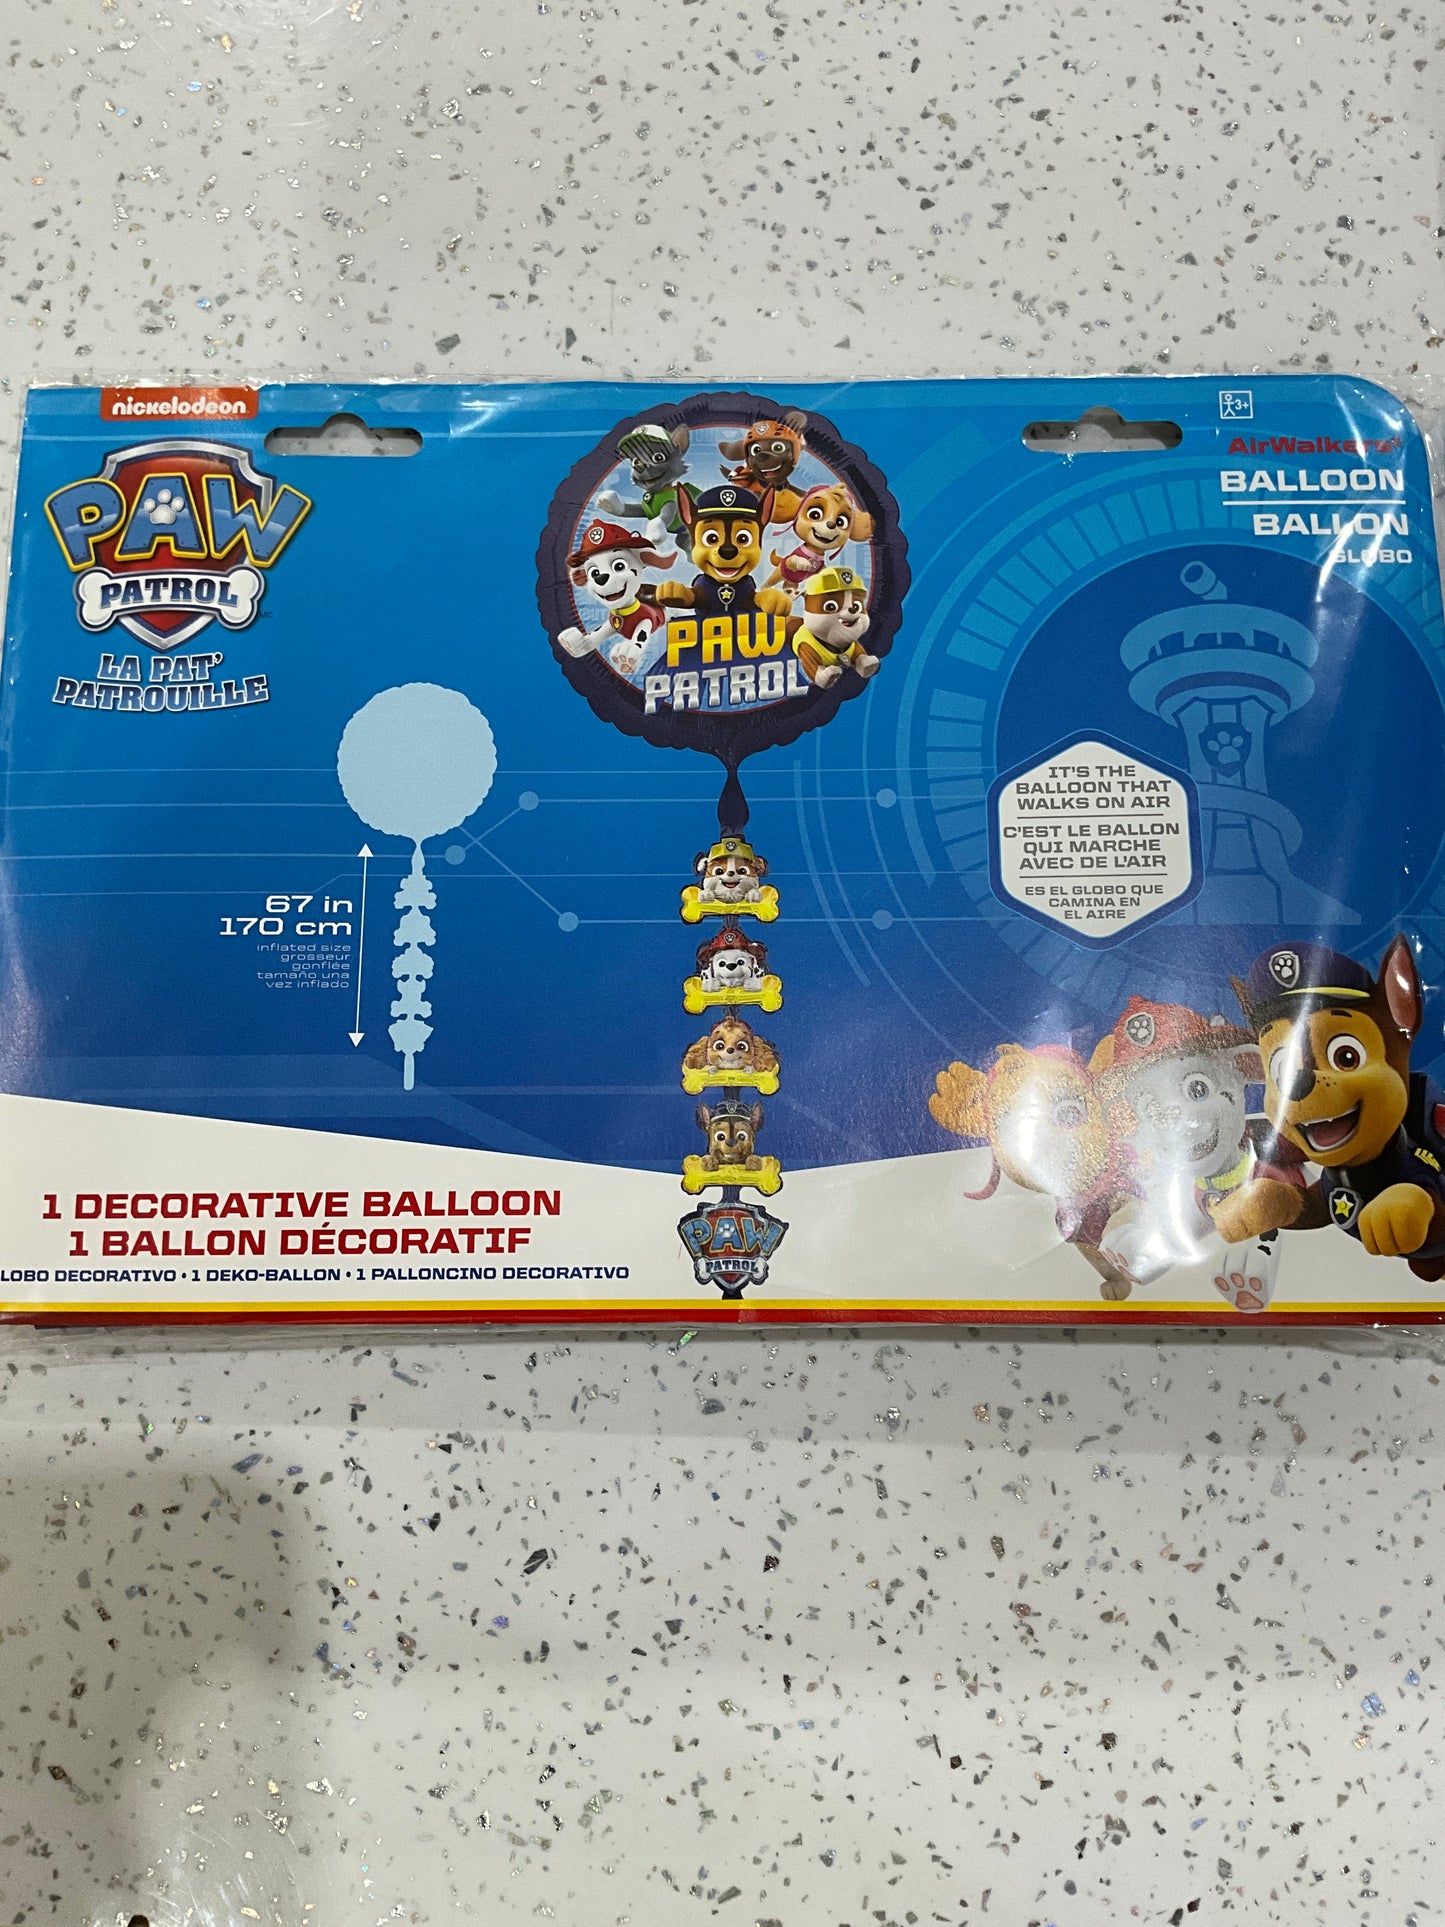 nickelodeon
PAW
PATROL
LA PAT'
PATROUILLE
3+
AirWalkers®
BALLOON
BALLON
GLOBO
PAW
PATROL
IT'S THE
BALLOON THAT
WALKS ON AIR
C'EST LE BALLON
QUI MARCHE
AVEC DE L'AIR
ES EL GLOBO QUE
CAMINA EN
EL AIRE
67 in
170 cm
inflated size
grosseur
gonflée
tamaño una
vez inflado
1 DECORATIVE BALLOON
1 BALLON DÉCORATIF
LOBO DECORATIVO • 1 DEKO-BALLON • 1 PALLONCINO DECORATIVO
PAW
PATROL